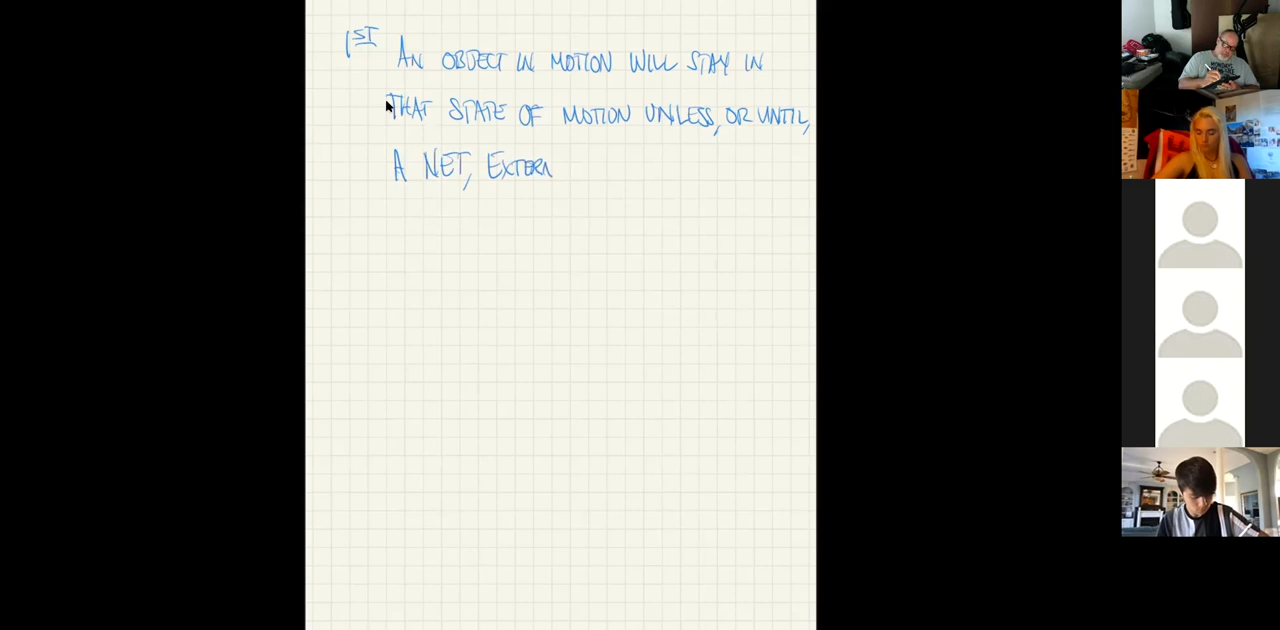 1ST
AN OBJECT IN MOTION WILL STAY IN
THAT STATE OF MOTION UNLESS, OR UNTIL,
A NET, EXTERN